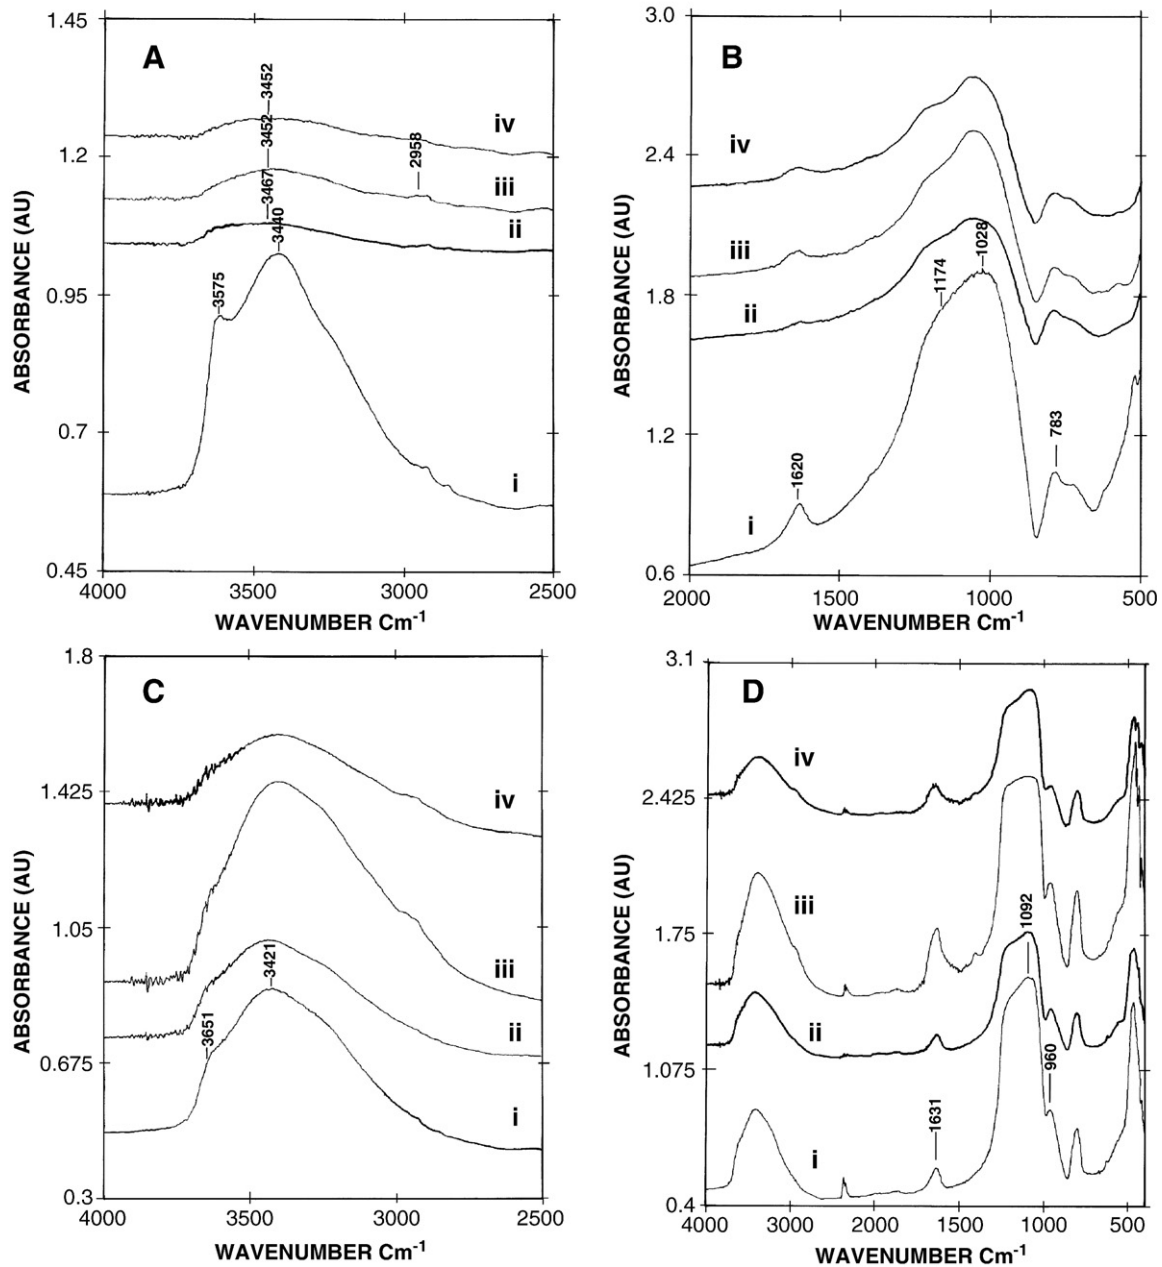 A
1.45
1.2
0.95
0.7
0.45
4000 3500 3000 2500
ABSORBANCE (AU)
WAVENUMBER Cm-1
3452
3452
2958
3467
3440
3575
iv
iii
ii
i
B
3.0
2.4
1.8
1.2
0.6
2000 1500 1000 500
ABSORBANCE (AU)
WAVENUMBER Cm-1
iv
iii
ii
i
1174
1028
1620
783
C
1.8
1.425
1.05
0.675
0.3
4000 3500 3000 2500
ABSORBANCE (AU)
WAVENUMBER Cm-1
iv
iii
ii
i
3421
3651
D
3.1
2.425
1.75
1.075
0.4
4000 3000 2000 1500 1000 500
ABSORBANCE (AU)
WAVENUMBER Cm-1
iv
iii
ii
i
1092
960
1631